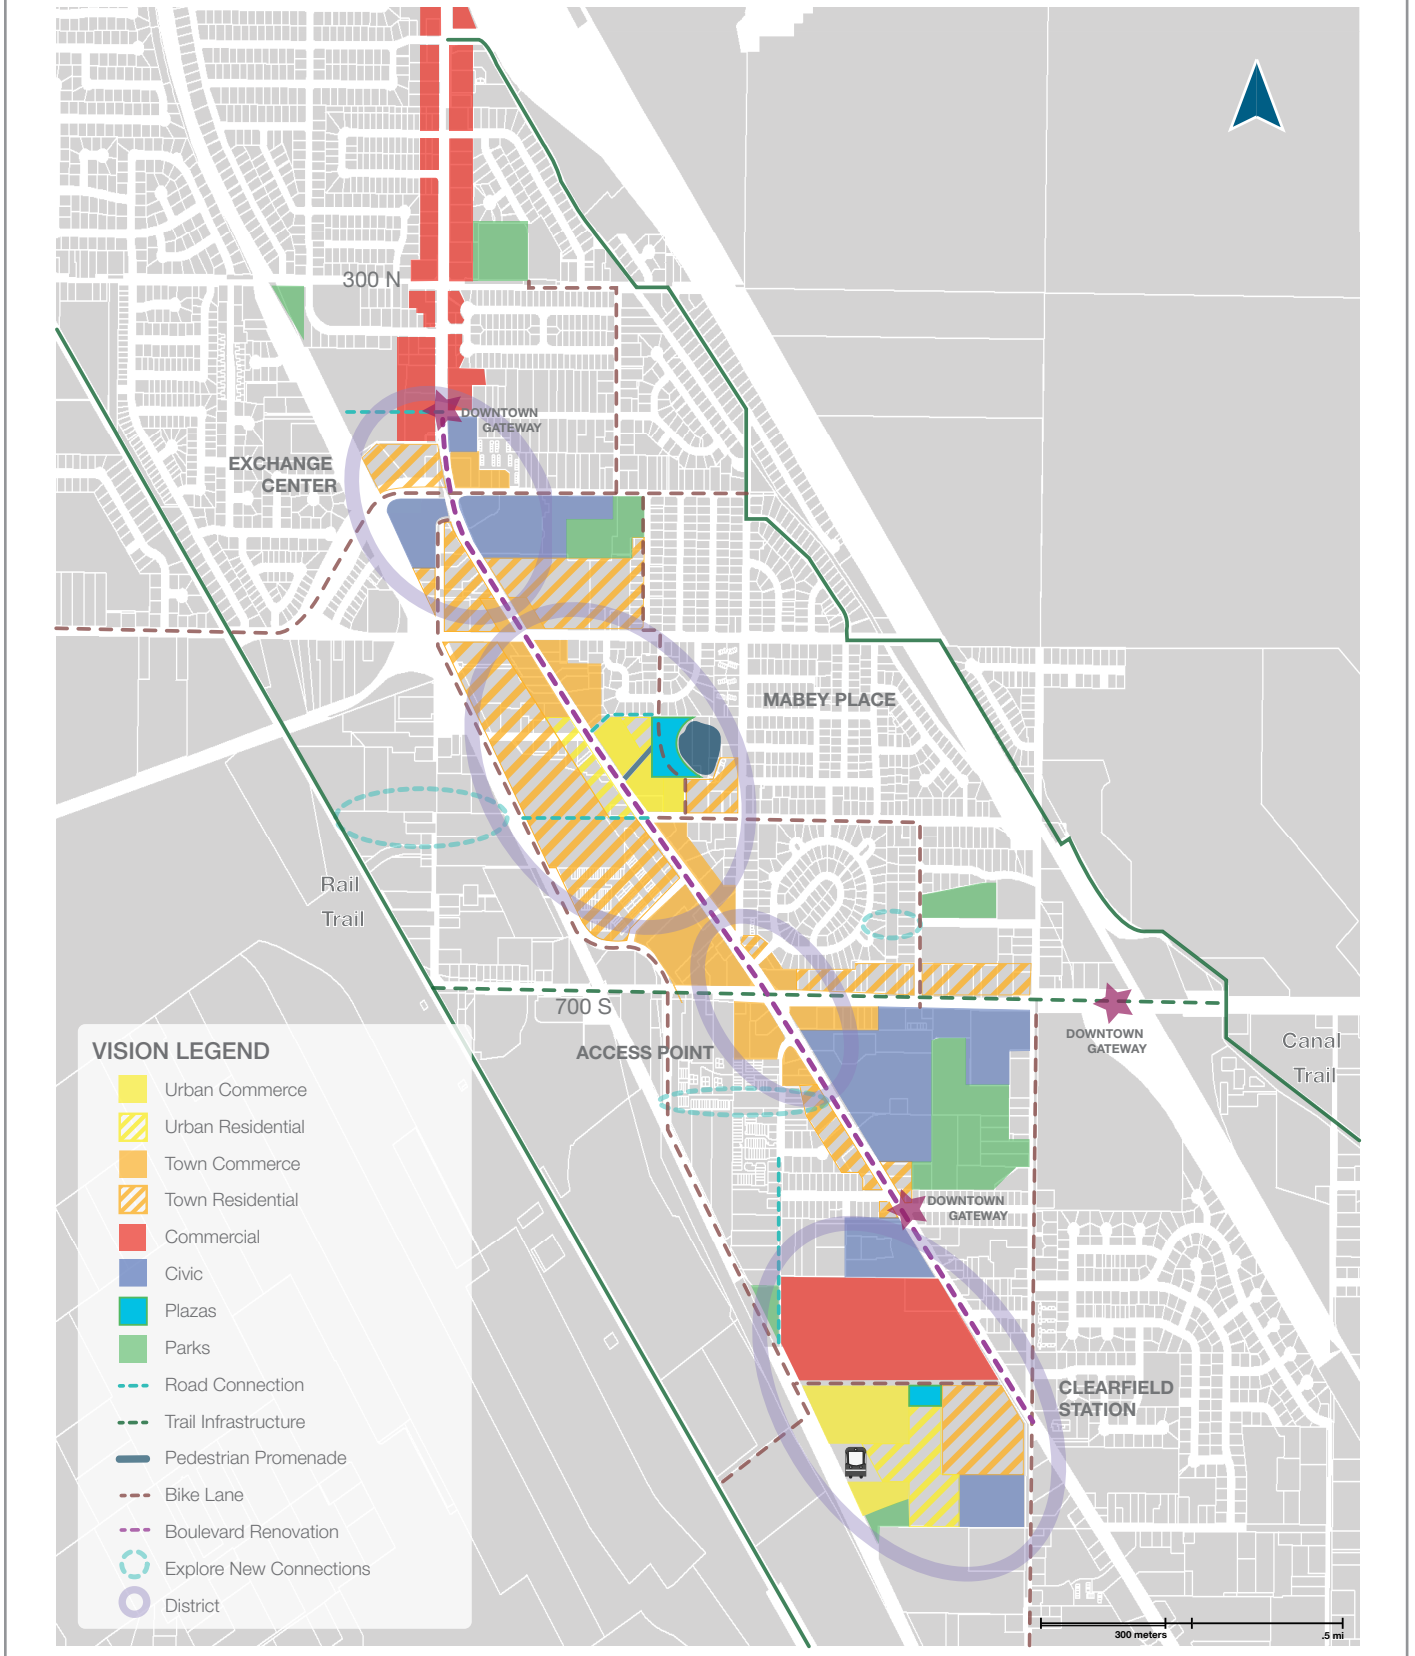 300 N
DOWNTOWN
GATEWAY
EXCHANGE
CENTER
MABEY PLACE
Rail
Trail
700 S
ACCESS POINT
DOWNTOWN
GATEWAY
Canal
Trail
DOWNTOWN
GATEWAY
CLEARFIELD
STATION
VISION LEGEND
Urban Commerce
Urban Residential
Town Commerce
Town Residential
Commercial
Civic
Plazas
Parks
Road Connection
Trail Infrastructure
Pedestrian Promenade
Bike Lane
Boulevard Renovation
Explore New Connections
District
300 meters
.5 mi